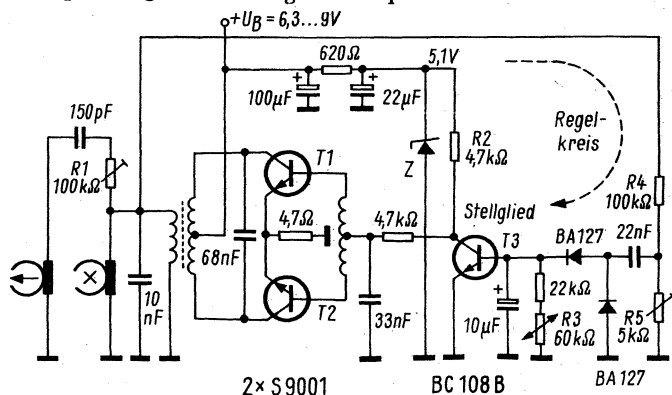 +U_B = 6,3...9V
620Ω
5,1V
+
100µF
+
22µF
150pF
R1
100kΩ
T1
Z
R2
4,7kΩ
Regel-
kreis
R4
100kΩ
4,7Ω
4,7kΩ
Stellglied
T3
BA127
22nF
68nF
10
nF
T2
33nF
+
10µF
22kΩ
R3
60kΩ
R5
5kΩ
2× S9001
BC 108 B
BA127